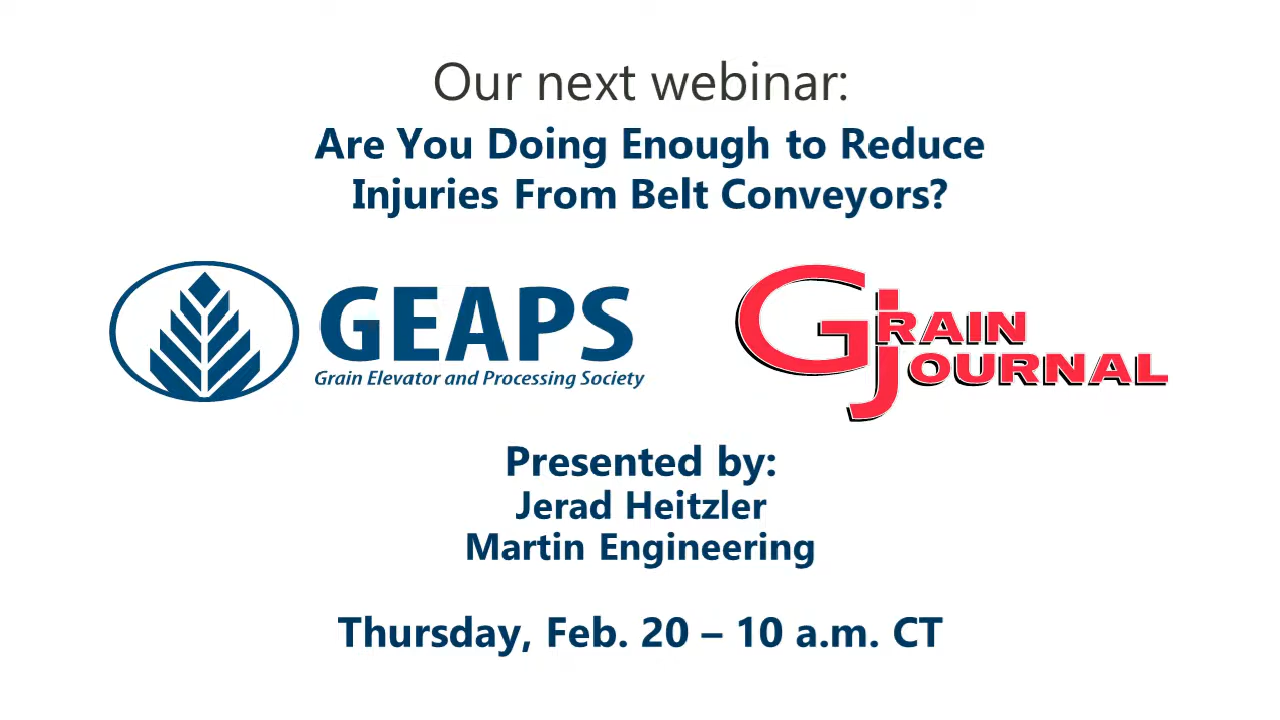 Our next webinar:
Are You Doing Enough to Reduce
Injuries From Belt Conveyors?
GEAPS
Grain Elevator and Processing Society
GRAIN
JOURNAL
Presented by:
Jerad Heitzler
Martin Engineering
Thursday, Feb. 20 – 10 a.m. CT